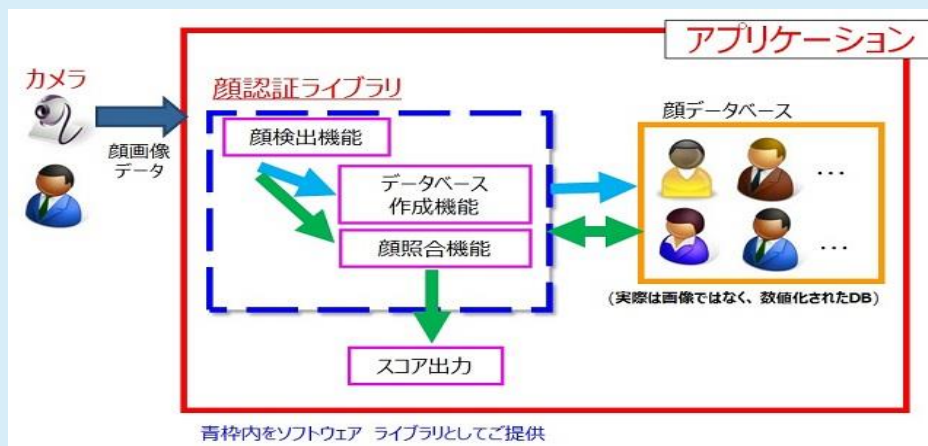 アプリケーション
カメラ
顔認証ライブラリ
顔データベース
顔検出機能
顔画像
データ
データベース
作成機能
…
顔照合機能
…
(実際は画像ではなく、数値化されたDB)
スコア出力
青枠内をソフトウェア ライブラリとしてご提供